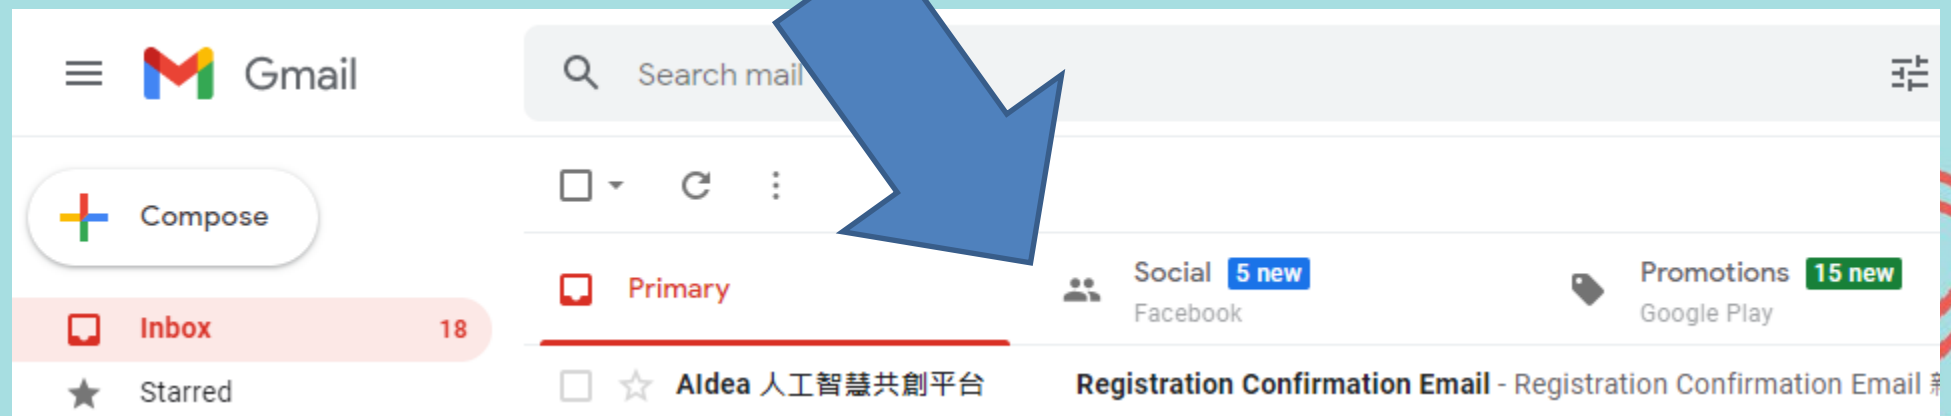 Gmail
Search mail
Compose
Primary
Social 5 new
Facebook
Promotions 15 new
Google Play
Inbox 18
Starred
AIdea 人工智慧共創平台 Registration Confirmation Email - Registration Confirmation Email